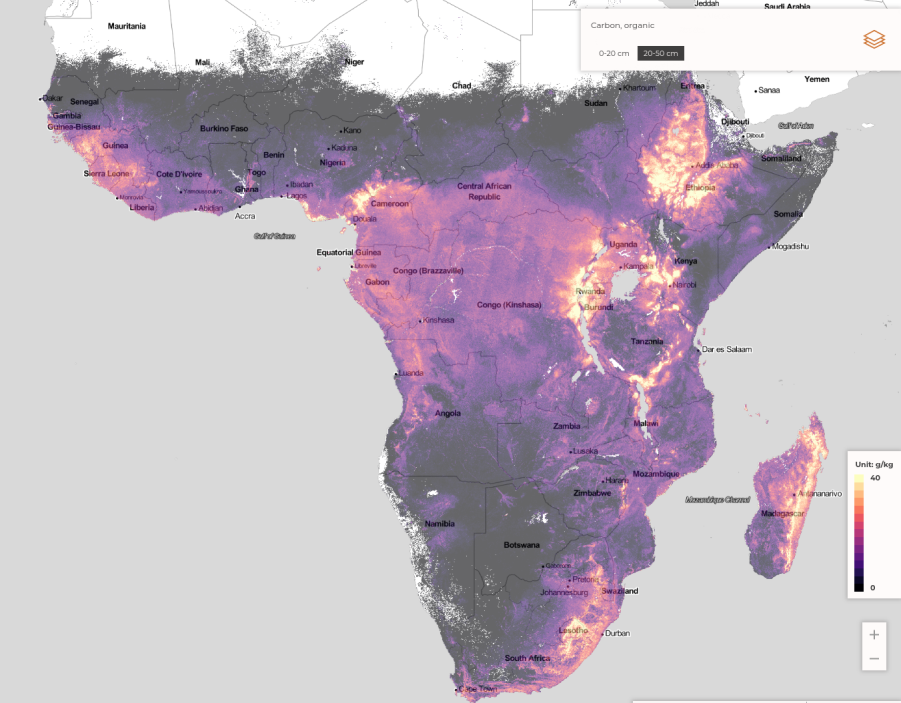 Jeddah
Saudi Arabia
Carbon, organic
0-20 cm
20-50 cm
Mauritania
Mali
Niger
Chad
Sudan
Khartoum
Eritrea
Yemen
Sanaa
Dakar
Senegal
Gambia
Guinea-Bissau
Guinea
Burkino Faso
Kano
Kaduna
Djibouti
Djibouti
Gulf of Aden
Benin
Nigeria
Togo
Sierra Leone
Cote D'Ivoire
Ghana
Ibadan
Lagos
Yamoussoukro
Monrovia
Liberia
Abidjan
Accra
Gulf of Guinea
Cameroon
Douala
Central African
Republic
Addis Ababa
Ethiopia
Somaliland
Somalia
Mogadishu
Equatorial Guinea
Libreville
Gabon
Congo (Brazzaville)
Uganda
Kampala
Kenya
Nairobi
Rwanda
Burundi
Congo (Kinshasa)
Kinshasa
Tanzania
Dar es Salaam
Luanda
Angola
Zambia
Malawi
Lusaka
Harare
Zimbabwe
Mozambique
Mozambique Channel
Antananarivo
Madagascar
Namibia
Botswana
Gaborone
Pretoria
Johannesburg
Swaziland
Lesotho
Durban
South Africa
Cape Town
Unit: g/kg
40
0
+
−